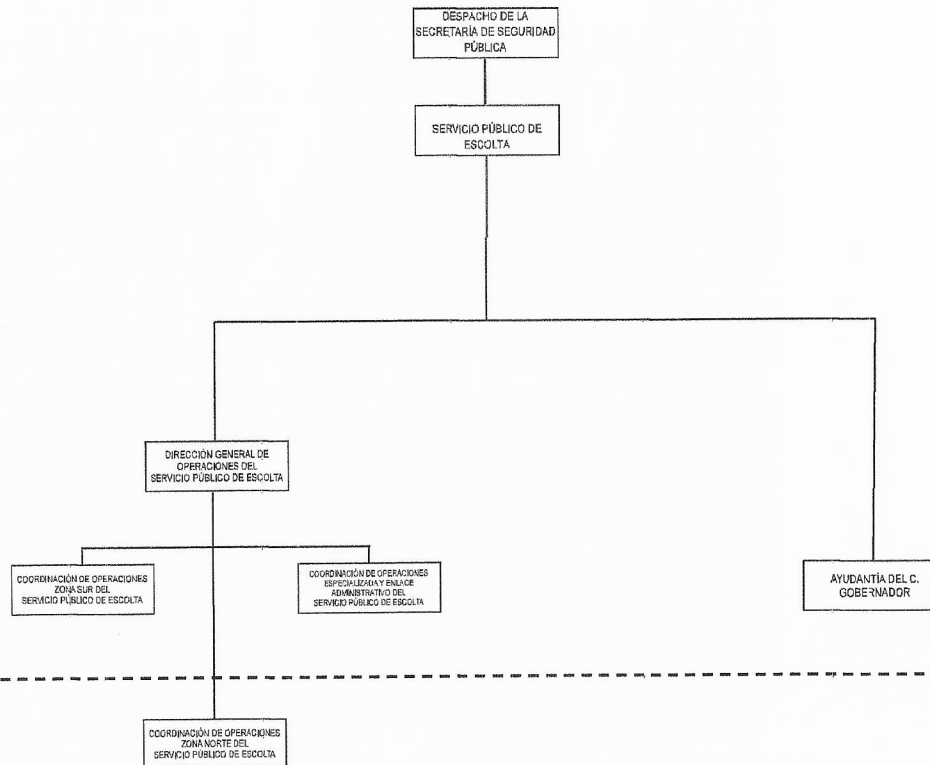 DESPACHO DE LA
SECRETARÍA DE SEGURIDAD
PÚBLICA
SERVICIO PÚBLICO DE
ESCOLTA
DIRECCIÓN GENERAL DE
OPERACIONES DEL
SERVICIO PÚBLICO DE ESCOLTA
COORDINACIÓN DE OPERACIONES
ZONA SUR DEL
SERVICIO PÚBLICO DE ESCOLTA
COORDINACIÓN DE OPERACIONES
ESPECIALIZADA Y ENLACE
ADMINISTRATIVO DEL
SERVICIO PÚBLICO DE ESCOLTA
AYUDANTÍA DEL C.
GOBERNADOR
COORDINACIÓN DE OPERACIONES
ZONA NORTE DEL
SERVICIO PÚBLICO DE ESCOLTA